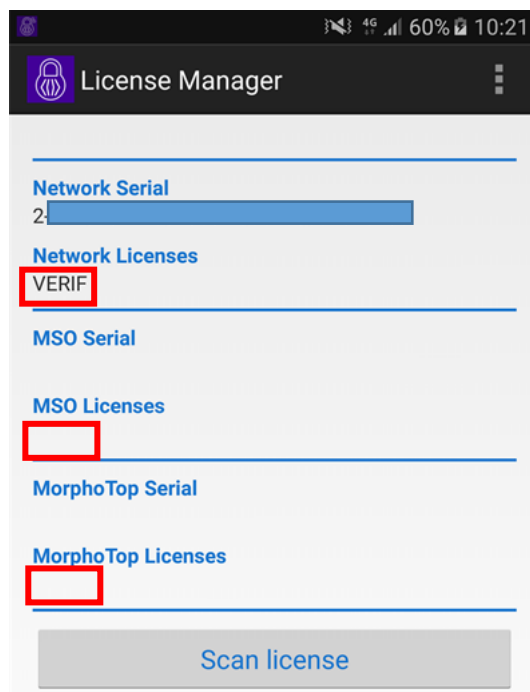 4G 60% 10:21
License Manager
Network Serial
2-
Network Licenses
VERIF
MSO Serial
MSO Licenses
MorphoTop Serial
MorphoTop Licenses
Scan license